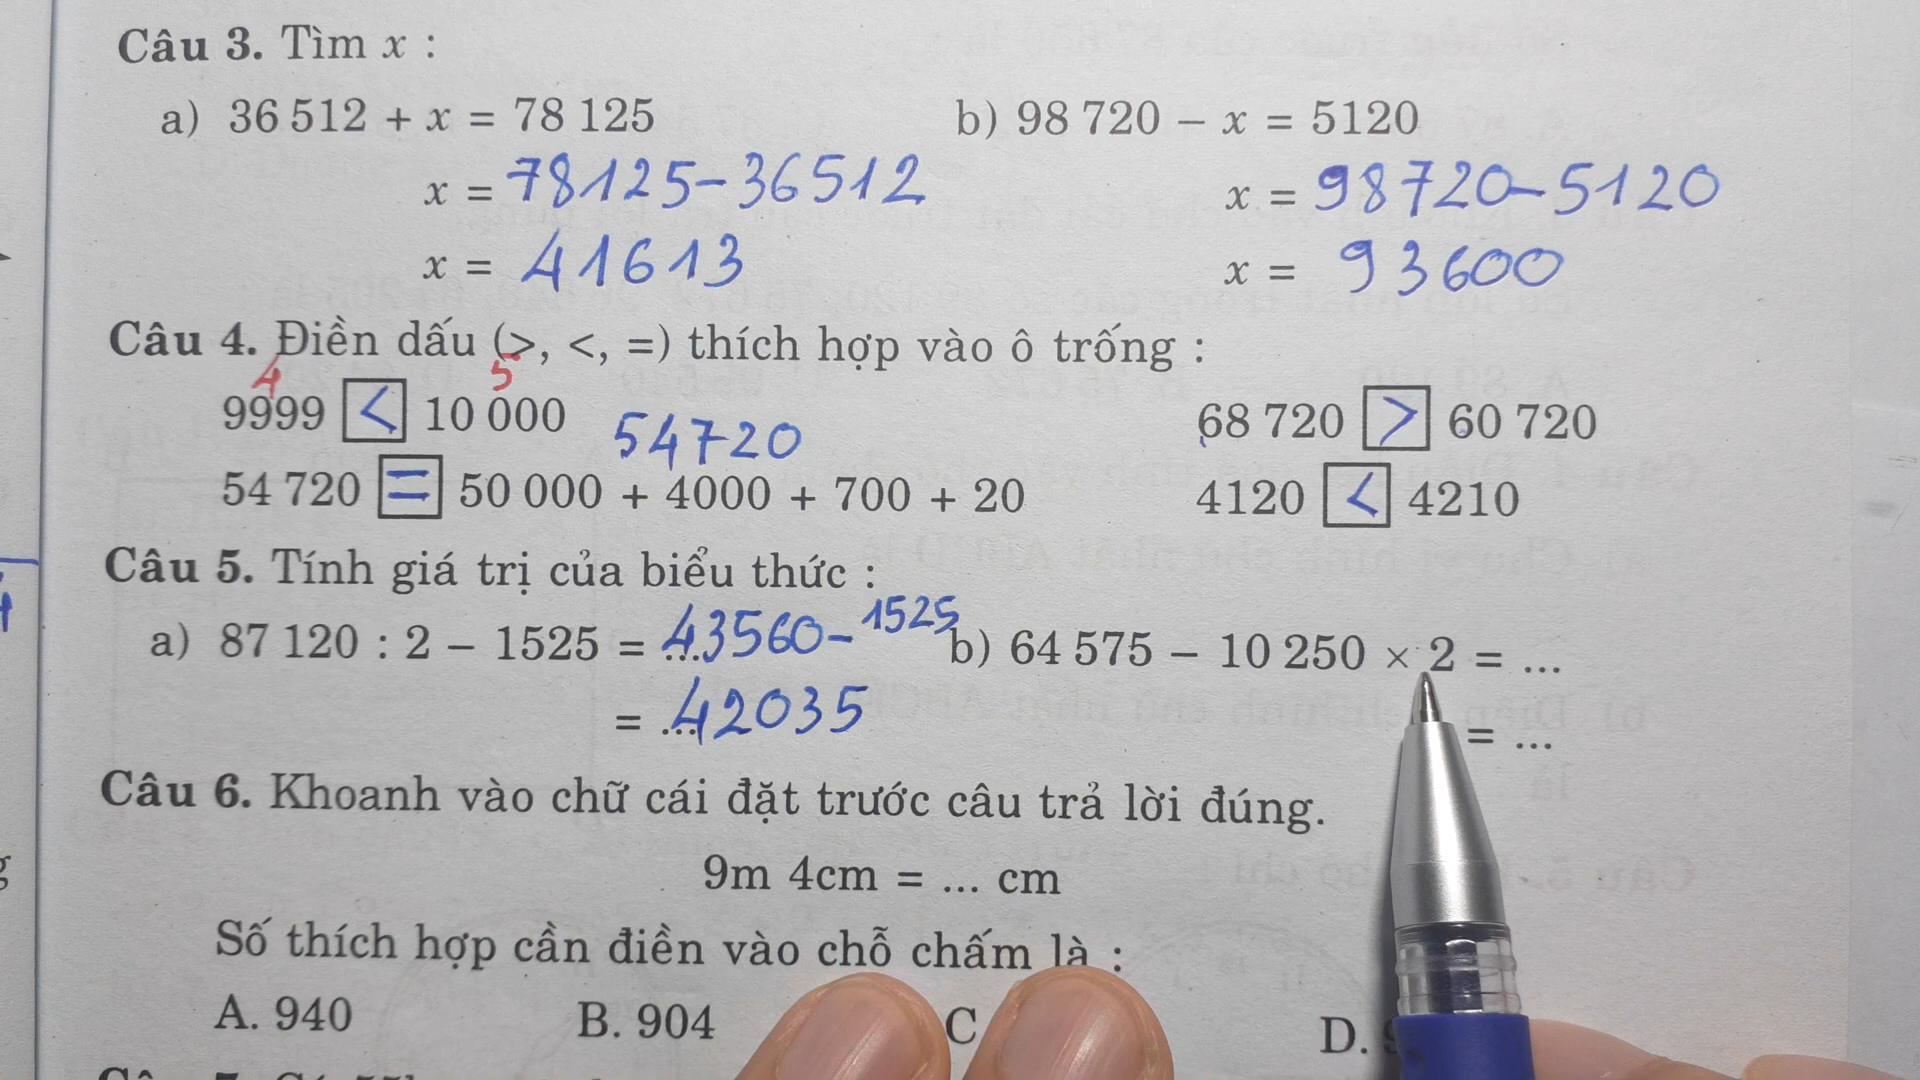 Câu 3. Tìm x :
a) 36 512 + x = 78 125
x = 78125-36512
x = 41613
b) 98 720 – x = 5120
x = 98720-5120
x = 93600
Câu 4. Điền dấu (>, <, =) thích hợp vào ô trống :
4 5
9999 < 10 000
68 720 > 60 720
54720
54 720 = 50 000 + 4000 + 700 + 20
4120 < 4210
Câu 5. Tính giá trị của biểu thức :
a) 87 120 : 2 – 1525 = ...43560-1525
= ...42035
b) 64 575 – 10 250 × 2 = ...
= ...
Câu 6. Khoanh vào chữ cái đặt trước câu trả lời đúng.
9m 4cm = ... cm
Số thích hợp cần điền vào chỗ chấm là :
A. 940 B. 904 C D.